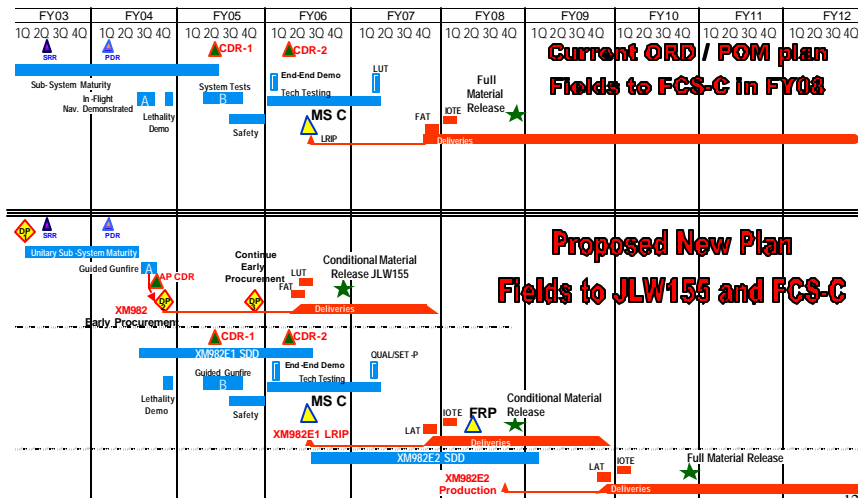 FY03 FY04 FY05 FY06 FY07 FY08 FY09 FY10 FY11 FY12
1Q 2Q 3Q 4Q 1Q 2Q 3Q 4Q 1Q 2Q 3Q 4Q 1Q 2Q 3Q 4Q 1Q 2Q 3Q 4Q 1Q 2Q 3Q 4Q 1Q 2Q 3Q 4Q 1Q 2Q 3Q 4Q 1Q 2Q 3Q 4Q 1Q 2Q
SRR
PDR
CDR-1
CDR-2
Current ORD / POM plan
Fields to FCS-C in FY08
Sub-System Maturity
In-Flight
Nav. Demonstrated
A
Lethality
Demo
System Tests
B
Safety
End-End Demo
Tech Testing
LUT
MS C
LRIP
Full
Material
Release
FAT
IOTE
Deliveries
DP
1
SRR
PDR
Proposed New Plan
Fields to JLW155 and FCS-C
Unitary Sub-System Maturity
Guided Gunfire
A
AP CDR
DP
2
XM982
Early Procurement
Continue
Early
Procurement
DP
3
LUT
FAT
Conditional Material
Release JLW155
Deliveries
CDR-1
CDR-2
XM982E1 SDD
Guided Gunfire
B
Lethality
Demo
Safety
End-End Demo
Tech Testing
QUAL/SET-P
MS C
XM982E1 LRIP
LAT
IOTE
FRP
Conditional Material
Release
Deliveries
XM982E2 SDD
XM982E2
Production
LAT
IOTE
Full Material Release
Deliveries